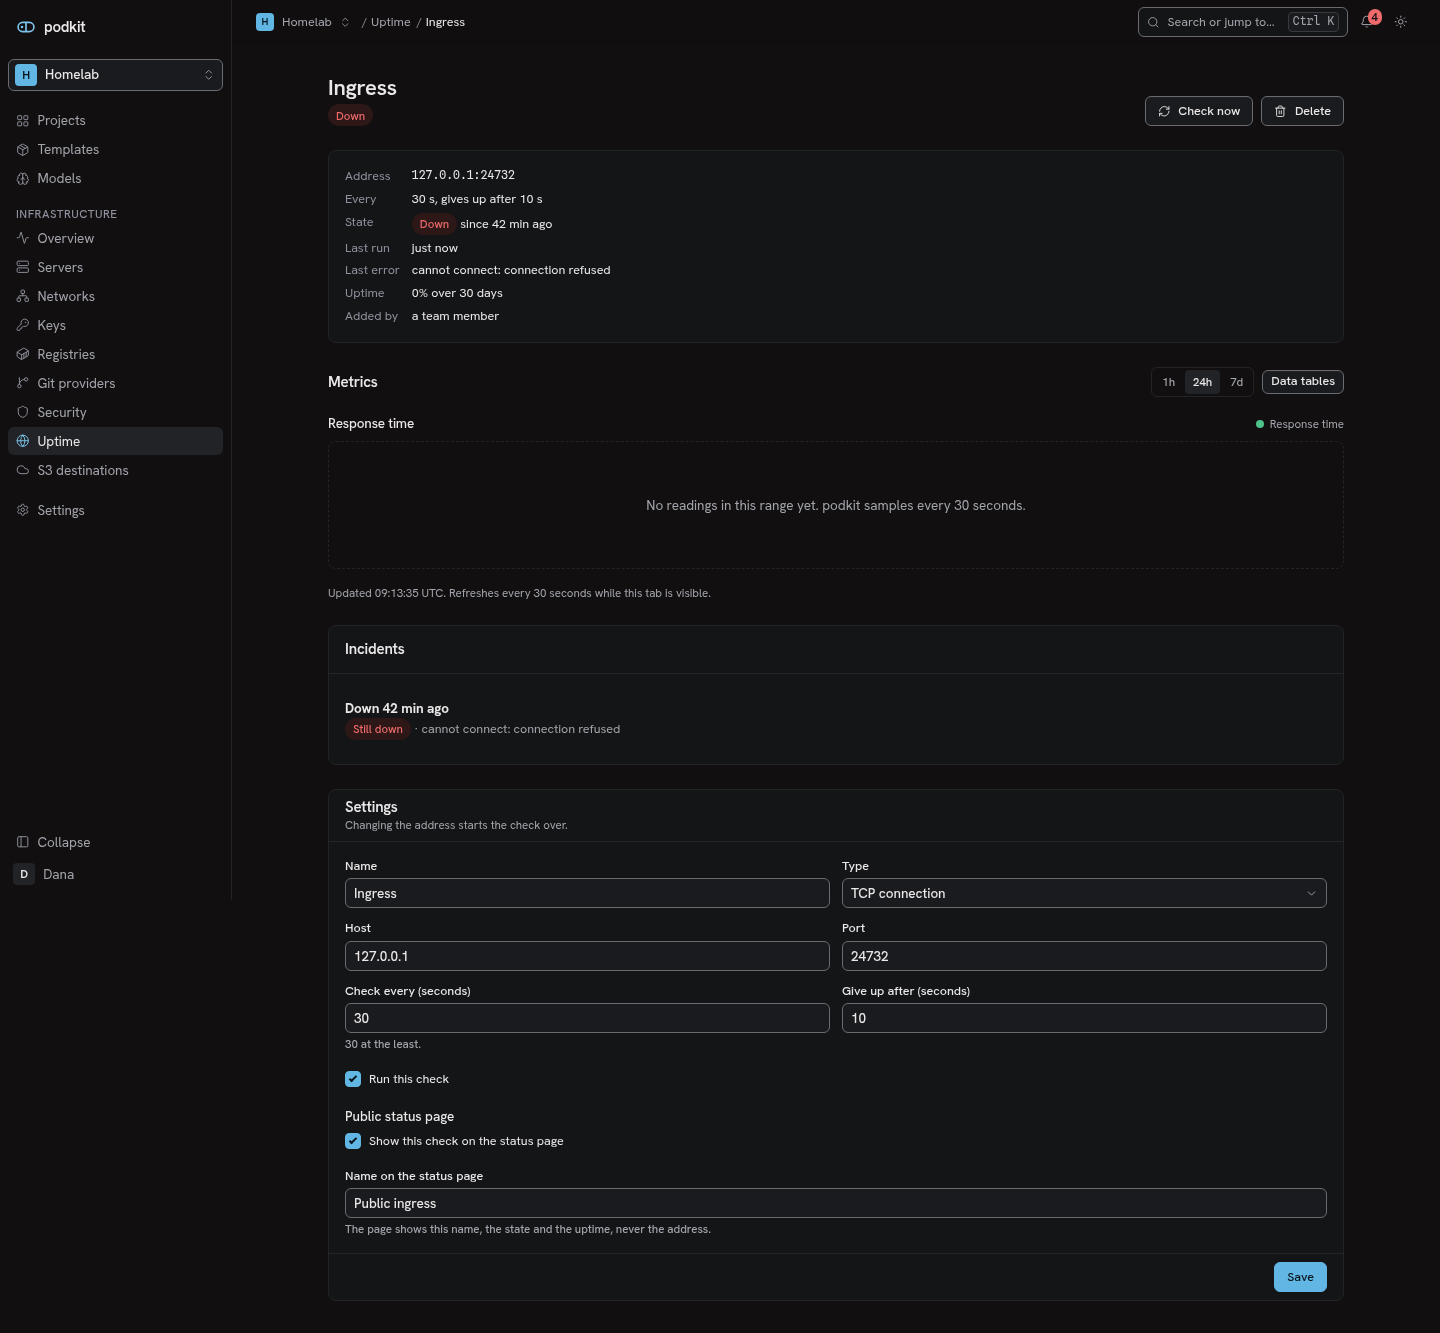 podkit
H Homelab
Projects
Templates
Models
INFRASTRUCTURE
Overview
Servers
Networks
Keys
Registries
Git providers
Security
Uptime
S3 destinations
Settings
Collapse
D Dana
H Homelab / Uptime / Ingress
Search or jump to... Ctrl K
4
Ingress
Down
Check now
Delete
Address 127.0.0.1:24732
Every 30 s, gives up after 10 s
State Down since 42 min ago
Last run just now
Last error cannot connect: connection refused
Uptime 0% over 30 days
Added by a team member
Metrics
1h 24h 7d Data tables
Response time
Response time
No readings in this range yet. podkit samples every 30 seconds.
Updated 09:13:35 UTC. Refreshes every 30 seconds while this tab is visible.
Incidents
Down 42 min ago
Still down · cannot connect: connection refused
Settings
Changing the address starts the check over.
Name
Ingress
Type
TCP connection
Host
127.0.0.1
Port
24732
Check every (seconds)
30
30 at the least.
Give up after (seconds)
10
Run this check
Public status page
Show this check on the status page
Name on the status page
Public ingress
The page shows this name, the state and the uptime, never the address.
Save